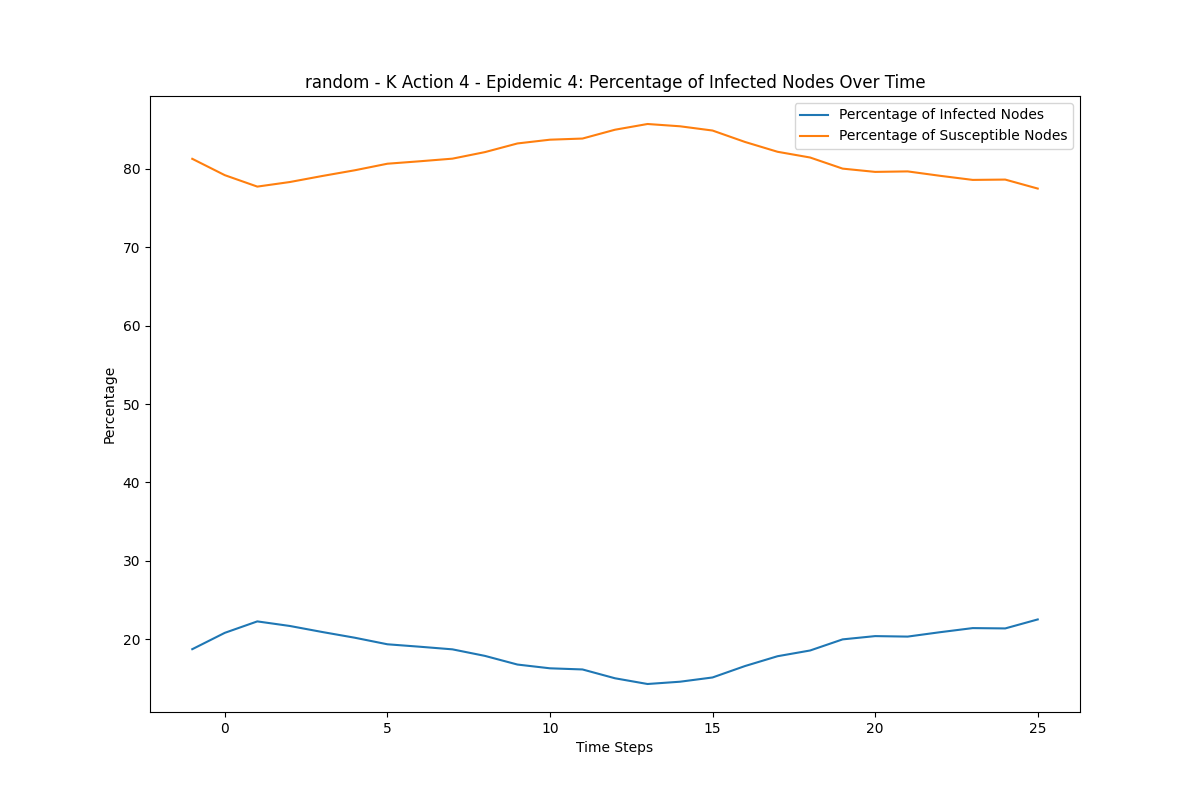 random - K Action 4 - Epidemic 4: Percentage of Infected Nodes Over Time
Percentage of Infected Nodes
Percentage of Susceptible Nodes
80
70
60
50
40
30
20
Percentage
0 5 10 15 20 25
Time Steps